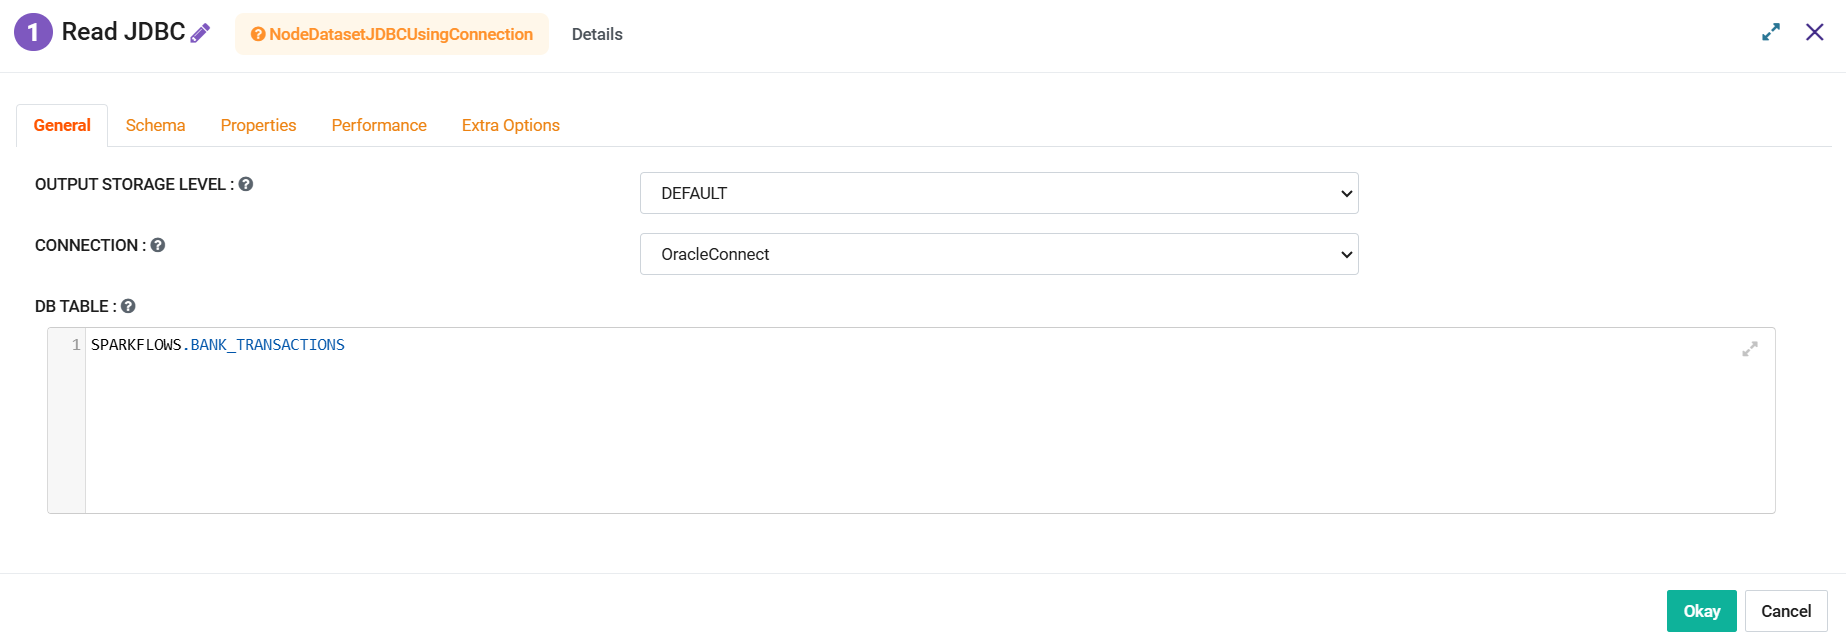 1 Read JDBC NodeDatasetJDBCUsingConnection Details
General Schema Properties Performance Extra Options
OUTPUT STORAGE LEVEL : DEFAULT
CONNECTION : OracleConnect
DB TABLE :
1 SPARKFLOWS.BANK_TRANSACTIONS
Okay Cancel